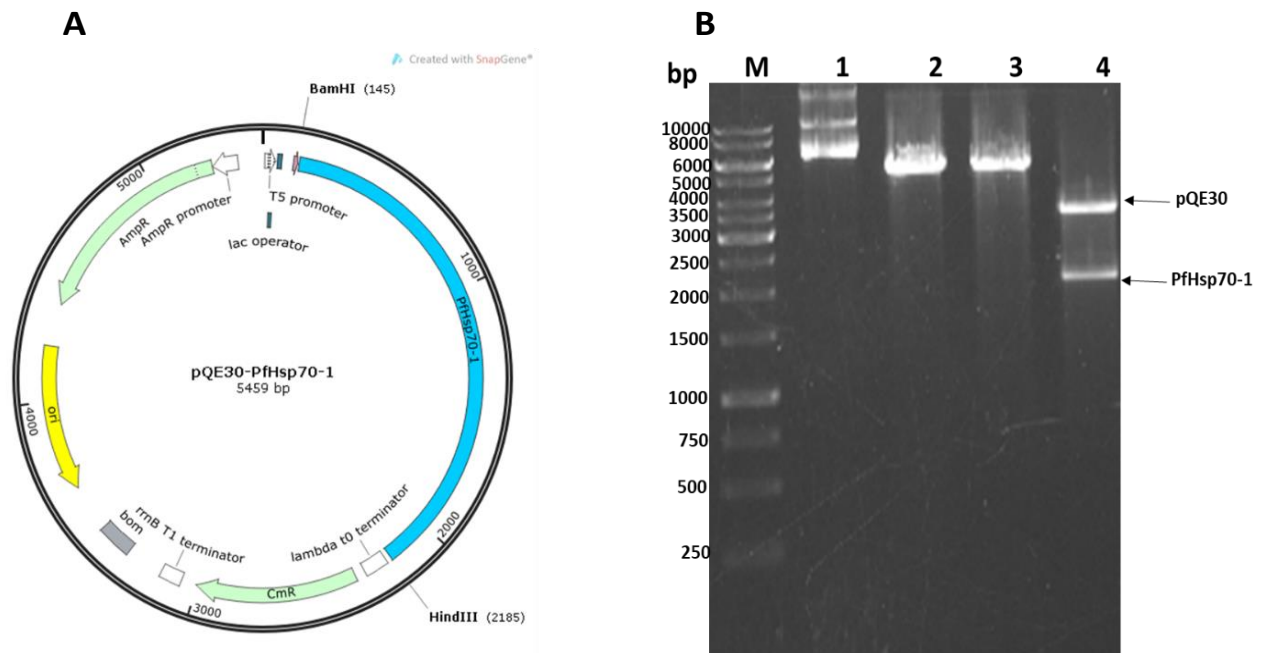 A
Created with SnapGene®
BamHI (145)
5000
AmpR
AmpR promoter
T5 promoter
lac operator
1000
PfHsp70-1
pQE30-PfHsp70-1
5459 bp
ori
4000
bom
rrnB T1 terminator
lambda t0 terminator
2000
CmR
3000
HindIII (2185)
B
bp M 1 2 3 4
10000
8000
6000
5000
4000
3500
3000
2500
2000
1500
1000
750
500
250
pQE30
PfHsp70-1